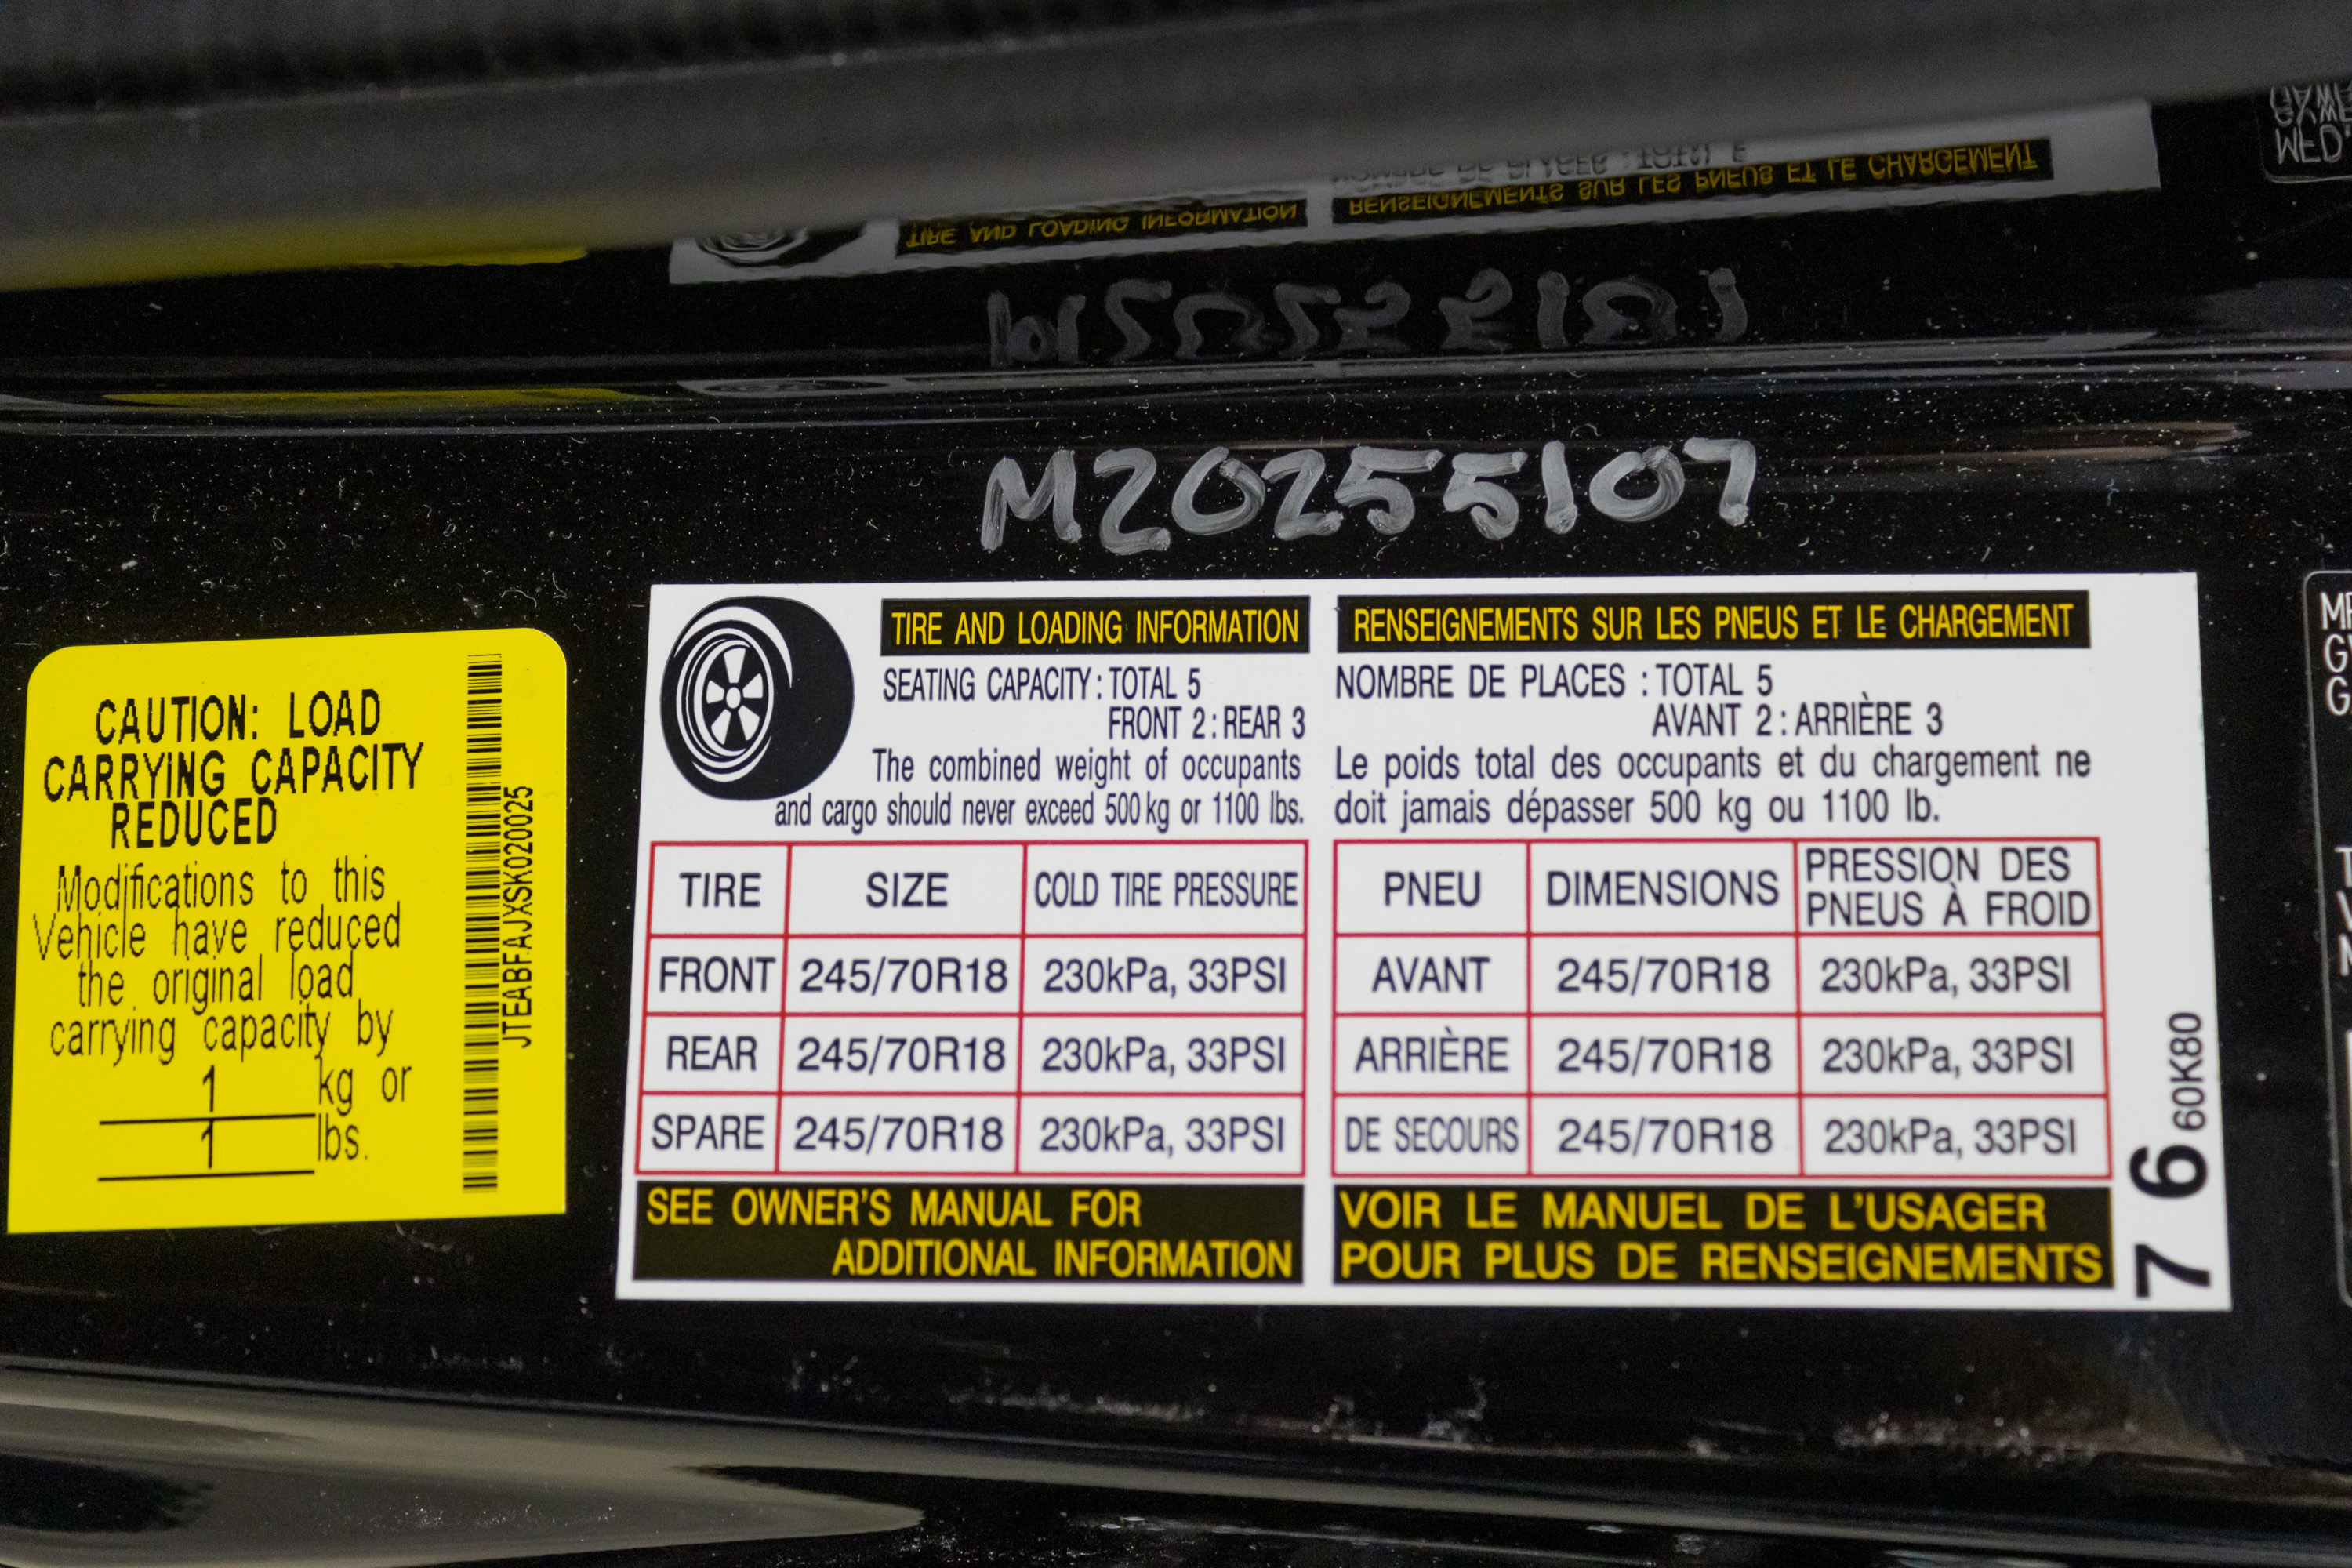 M20255107
CAUTION: LOAD
CARRYING CAPACITY
REDUCED
Modifications to this
Vehicle have reduced
the original load
carrying capacity by
1 kg or
1 lbs.
JTEABFAJXSK020025
TIRE AND LOADING INFORMATION
SEATING CAPACITY : TOTAL 5
FRONT 2 : REAR 3
The combined weight of occupants
and cargo should never exceed 500 kg or 1100 lbs.
TIRE SIZE COLD TIRE PRESSURE
FRONT 245/70R18 230kPa, 33PSI
REAR 245/70R18 230kPa, 33PSI
SPARE 245/70R18 230kPa, 33PSI
SEE OWNER'S MANUAL FOR
ADDITIONAL INFORMATION
RENSEIGNEMENTS SUR LES PNEUS ET LE CHARGEMENT
NOMBRE DE PLACES : TOTAL 5
AVANT 2 : ARRIÈRE 3
Le poids total des occupants et du chargement ne
doit jamais dépasser 500 kg ou 1100 lb.
PNEU DIMENSIONS PRESSION DES
PNEUS À FROID
AVANT 245/70R18 230kPa, 33PSI
ARRIÈRE 245/70R18 230kPa, 33PSI
DE SECOURS 245/70R18 230kPa, 33PSI
VOIR LE MANUEL DE L'USAGER
POUR PLUS DE RENSEIGNEMENTS
76 60K80